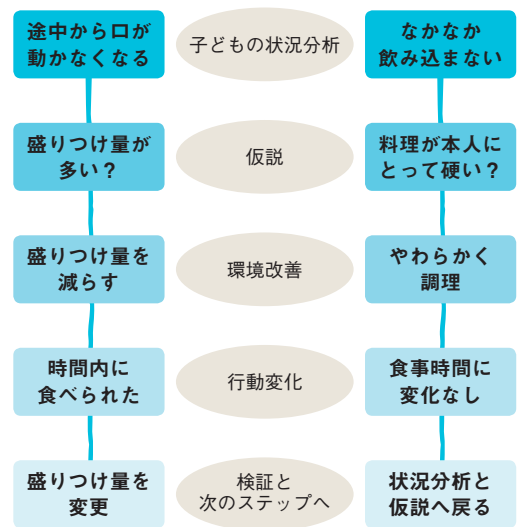 途中から口が
動かなくなる
子どもの状況分析
なかなか
飲み込まない
盛りつけ量が
多い？
仮説
料理が本人に
とって硬い？
盛りつけ量を
減らす
環境改善
やわらかく
調理
時間内に
食べられた
行動変化
食事時間に
変化なし
盛りつけ量を
変更
検証と
次のステップへ
状況分析と
仮説へ戻る